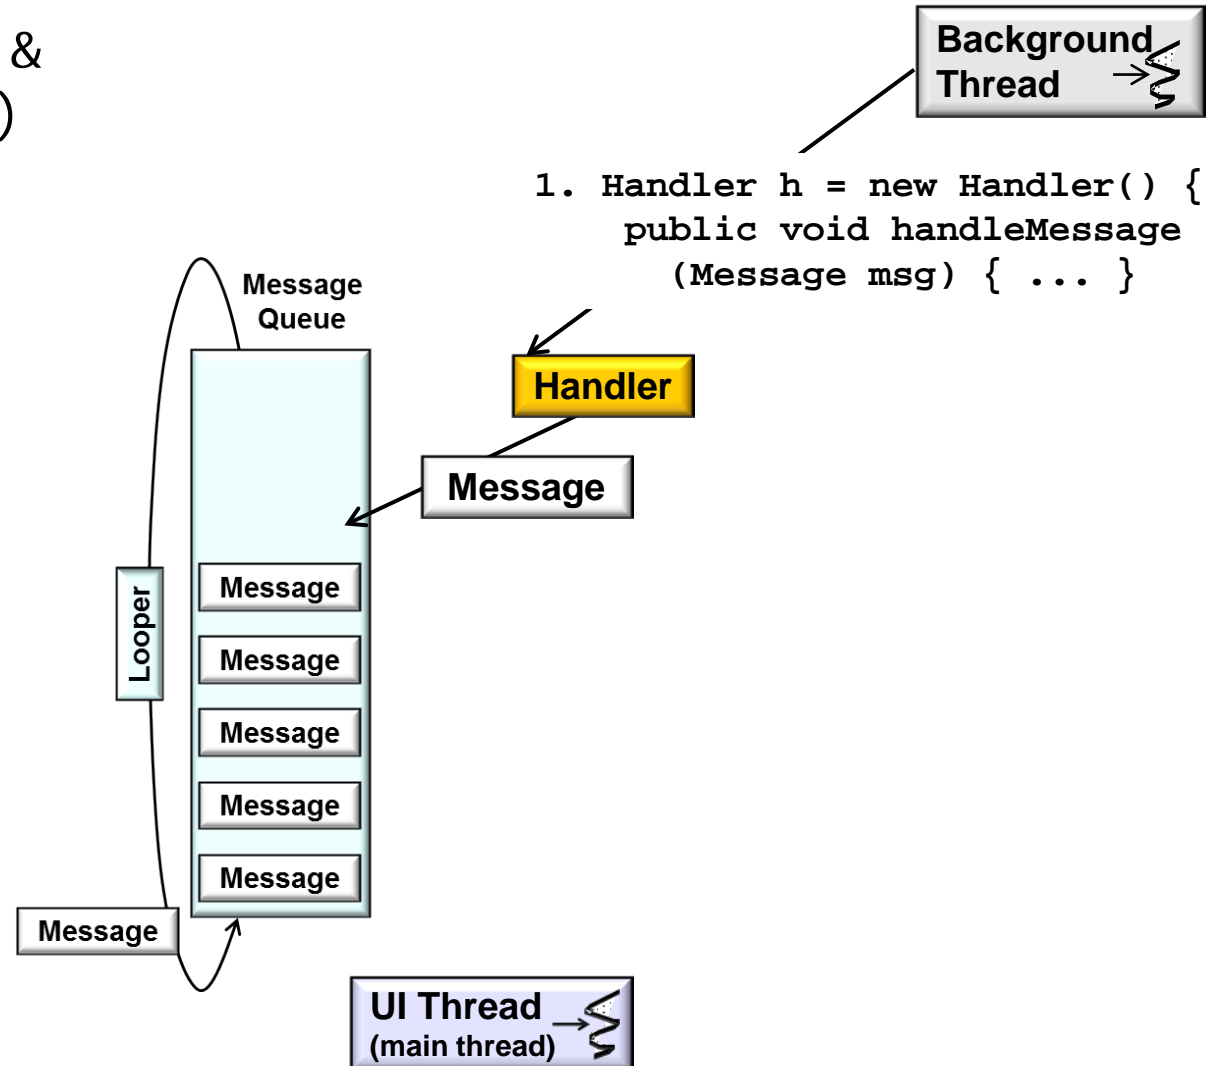 &
)
Background
Thread
1. Handler h = new Handler() {
public void handleMessage
(Message msg) { ... }
Message
Queue
Handler
Message
Looper
Message
Message
Message
Message
Message
Message
UI Thread
(main thread)